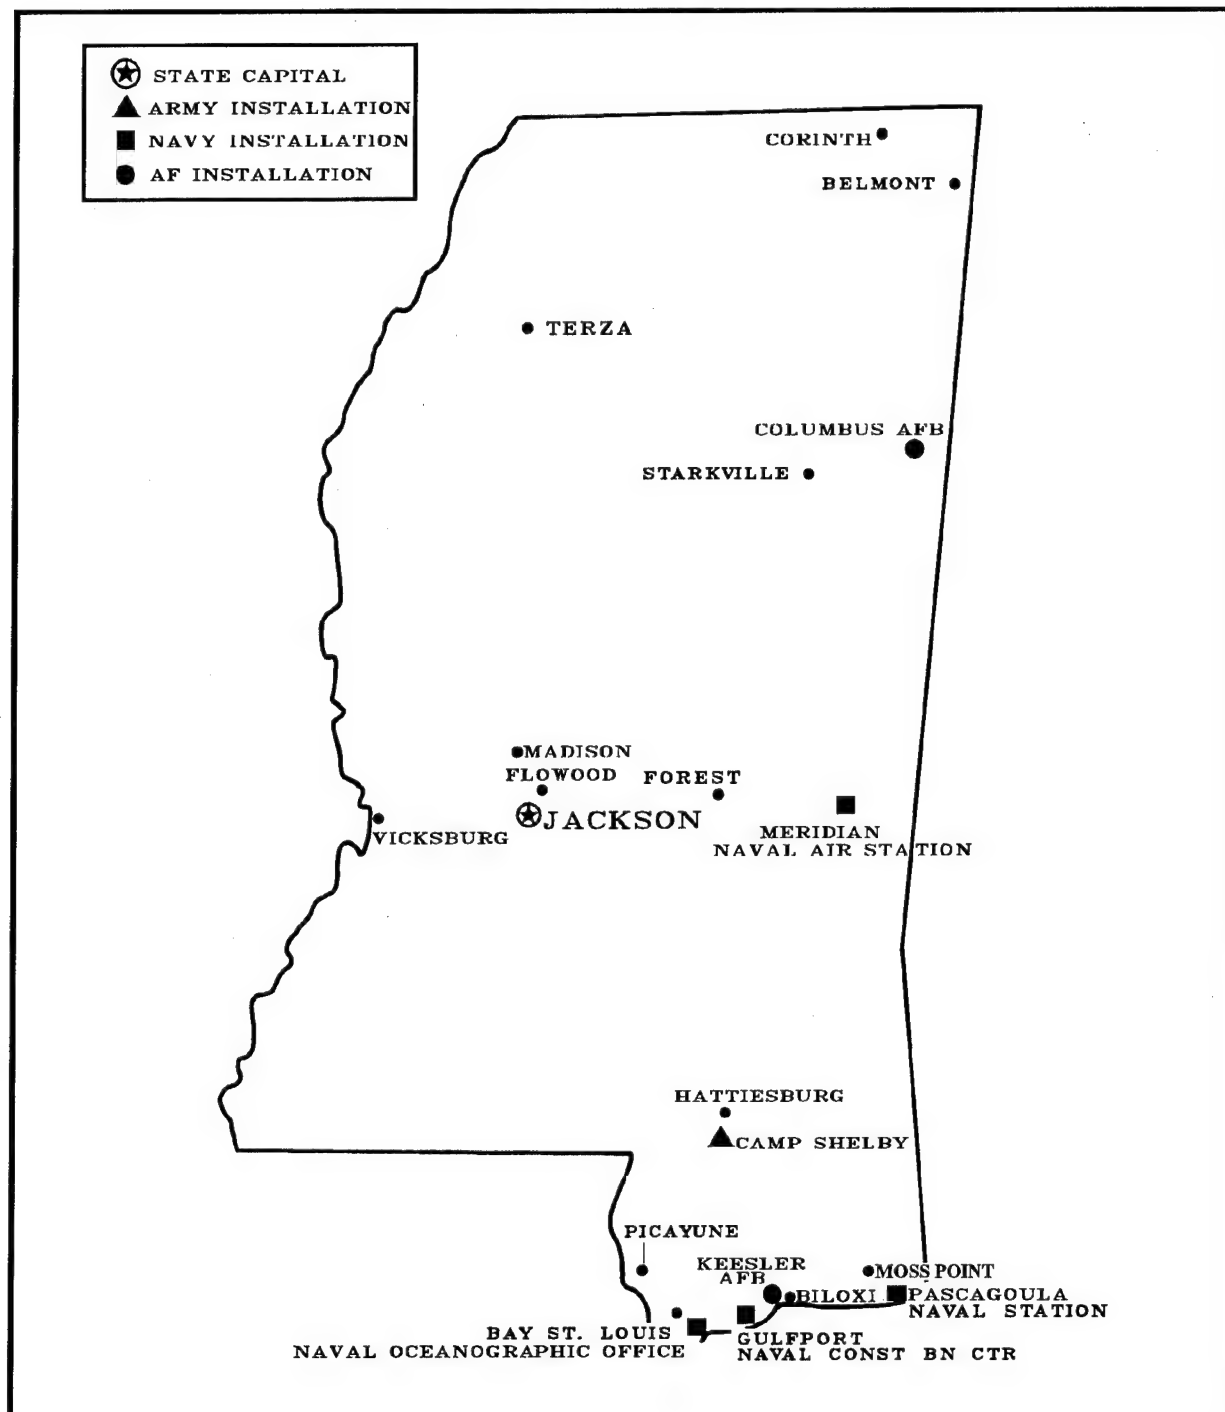 STATE CAPITAL
ARMY INSTALLATION
NAVY INSTALLATION
AF INSTALLATION
CORINTH
BELMONT
TERZA
COLUMBUS AFB
STARKVILLE
MADISON
FLOWOOD
FOREST
JACKSON
VICKSBURG
MERIDIAN
NAVAL AIR STATION
HATTIESBURG
CAMP SHELBY
PICAYUNE
KEESLER
AFB
MOSS POINT
BILOXI
PASCAGOULA
NAVAL STATION
BAY ST. LOUIS
NAVAL OCEANOGRAPHIC OFFICE
GULFPORT
NAVAL CONST BN CTR